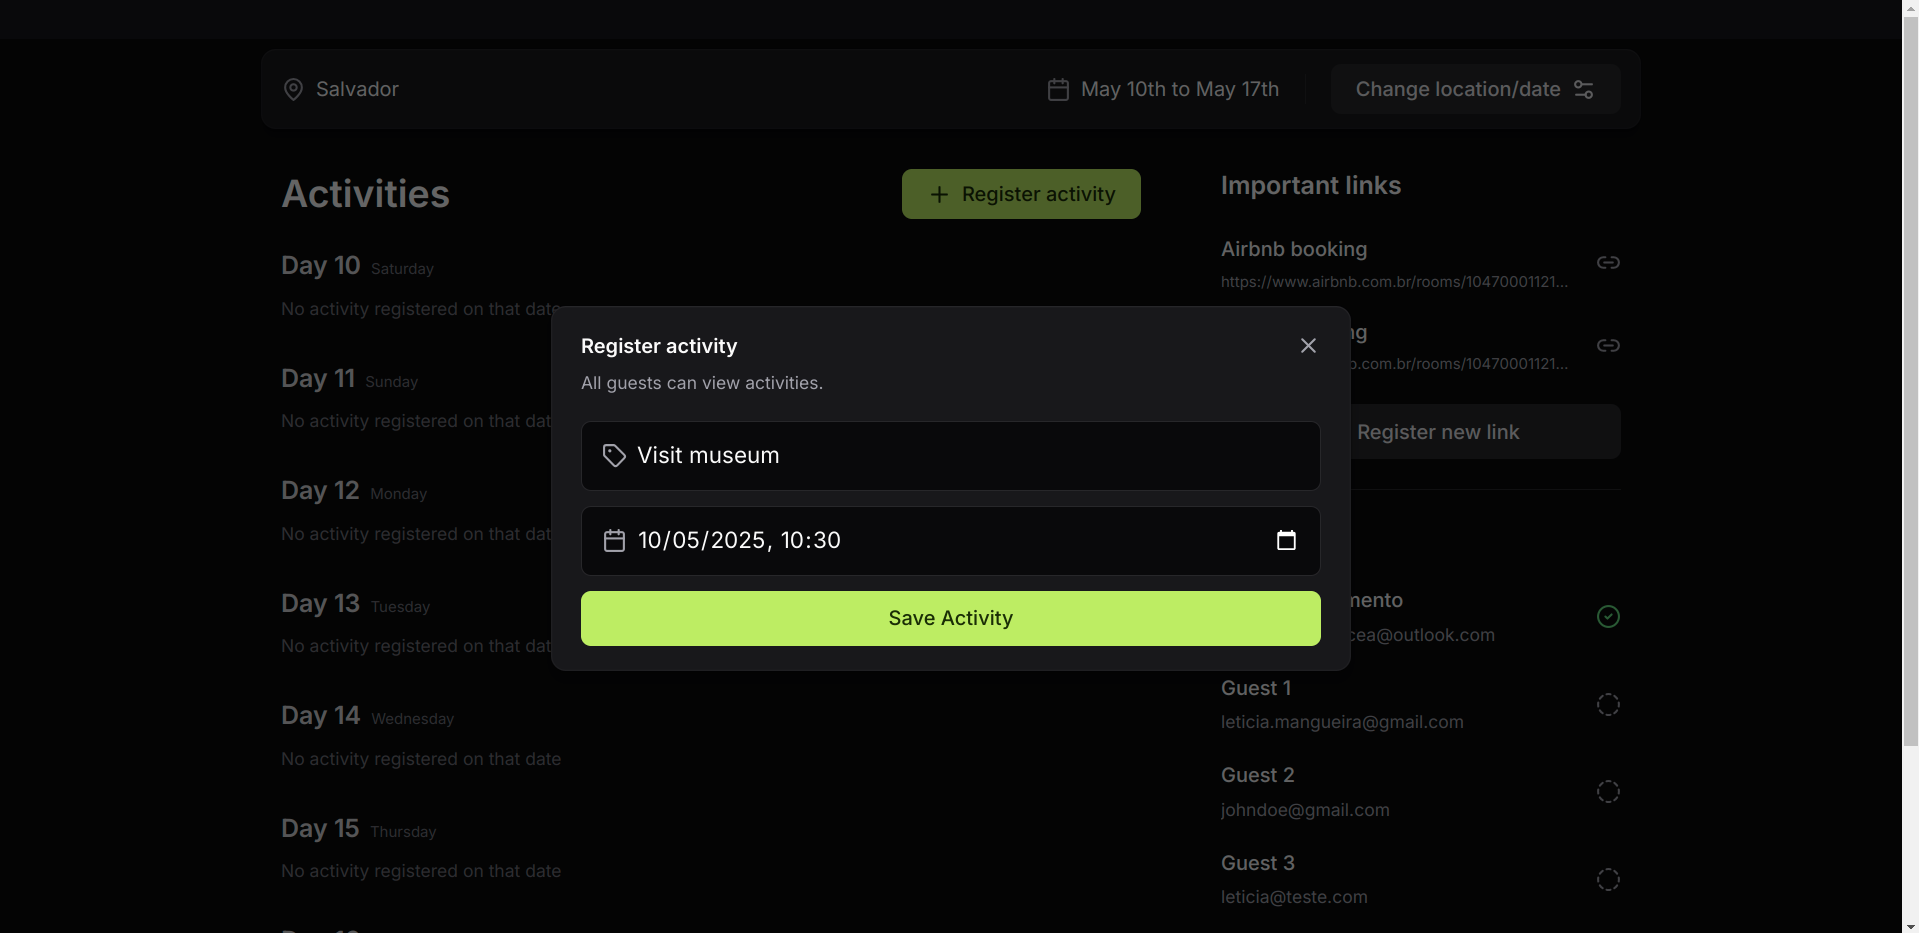 Salvador
May 10th to May 17th
Change location/date
Activities
Register activity
Day 10 Saturday
No activity registered on that date
Day 11 Sunday
No activity registered on that dat
Day 12 Monday
No activity registered on that dat
Day 13 Tuesday
No activity registered on that dat
Day 14 Wednesday
No activity registered on that date
Day 15 Thursday
No activity registered on that date
Register activity
All guests can view activities.
Visit museum
10/05/2025, 10:30
Save Activity
Important links
Airbnb booking
https://www.airbnb.com.br/rooms/10470001121...
ng
b.com.br/rooms/10470001121...
Register new link
mento
cea@outlook.com
Guest 1
leticia.mangueira@gmail.com
Guest 2
johndoe@gmail.com
Guest 3
leticia@teste.com